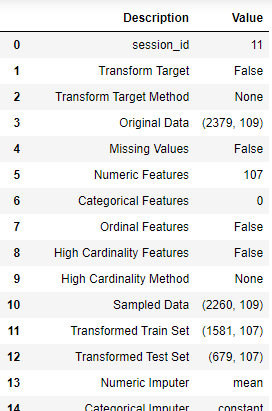 Description Value
0 session_id 11
1 Transform Target False
2 Transform Target Method None
3 Original Data (2379, 109)
4 Missing Values False
5 Numeric Features 107
6 Categorical Features 0
7 Ordinal Features False
8 High Cardinality Features False
9 High Cardinality Method None
10 Sampled Data (2260, 109)
11 Transformed Train Set (1581, 107)
12 Transformed Test Set (679, 107)
13 Numeric Imputer mean
14 Categorical Imputer constant